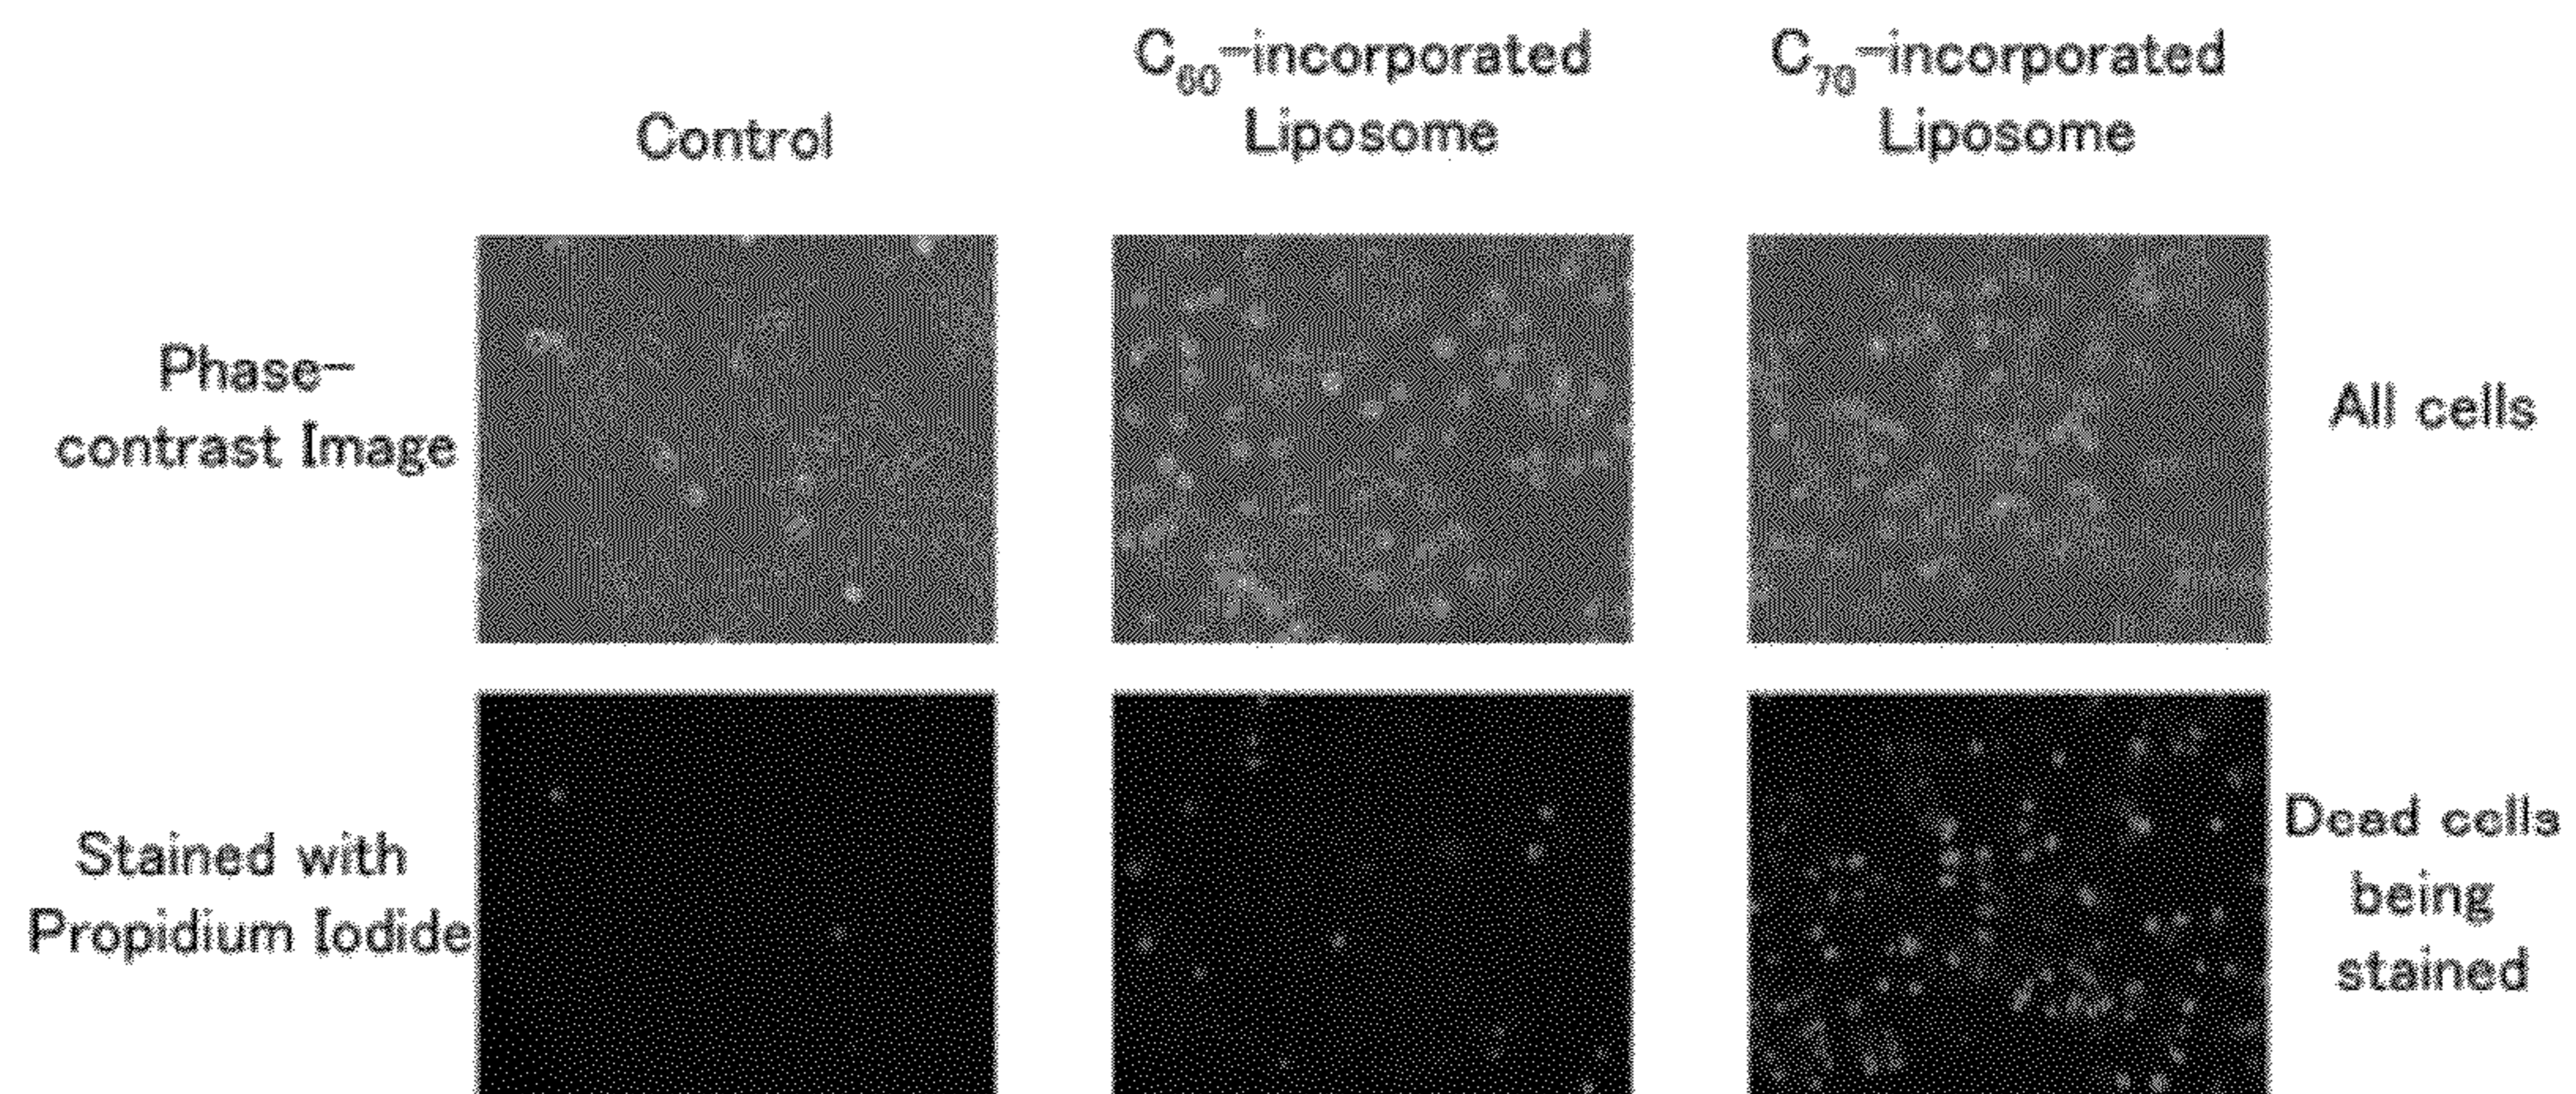 Control
C60-incorporated
Liposome
C70-incorporated
Liposome
Phase-
contrast Image
All cells
Stained with
Propidium Iodide
Dead cells
being
stained